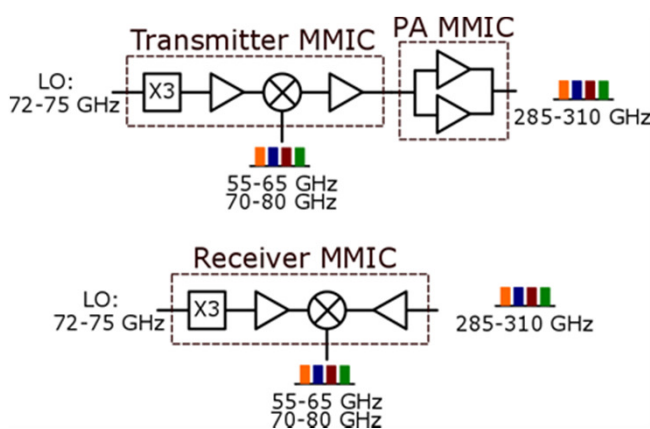 Transmitter MMIC
PA MMIC
LO:
72-75 GHz
X3
285-310 GHz
55-65 GHz
70-80 GHz
Receiver MMIC
LO:
72-75 GHz
X3
285-310 GHz
55-65 GHz
70-80 GHz